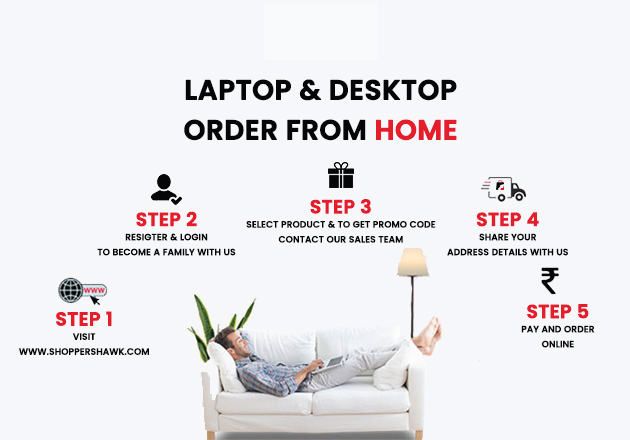 LAPTOP & DESKTOP
ORDER FROM HOME
STEP 1
VISIT
WWW.SHOPPERSHAWK.COM
STEP 2
RESIGTER & LOGIN
TO BECOME A FAMILY WITH US
STEP 3
SELECT PRODUCT & TO GET PROMO CODE
CONTACT OUR SALES TEAM
STEP 4
SHARE YOUR
ADDRESS DETAILS WITH US
₹
STEP 5
PAY AND ORDER
ONLINE
WWW